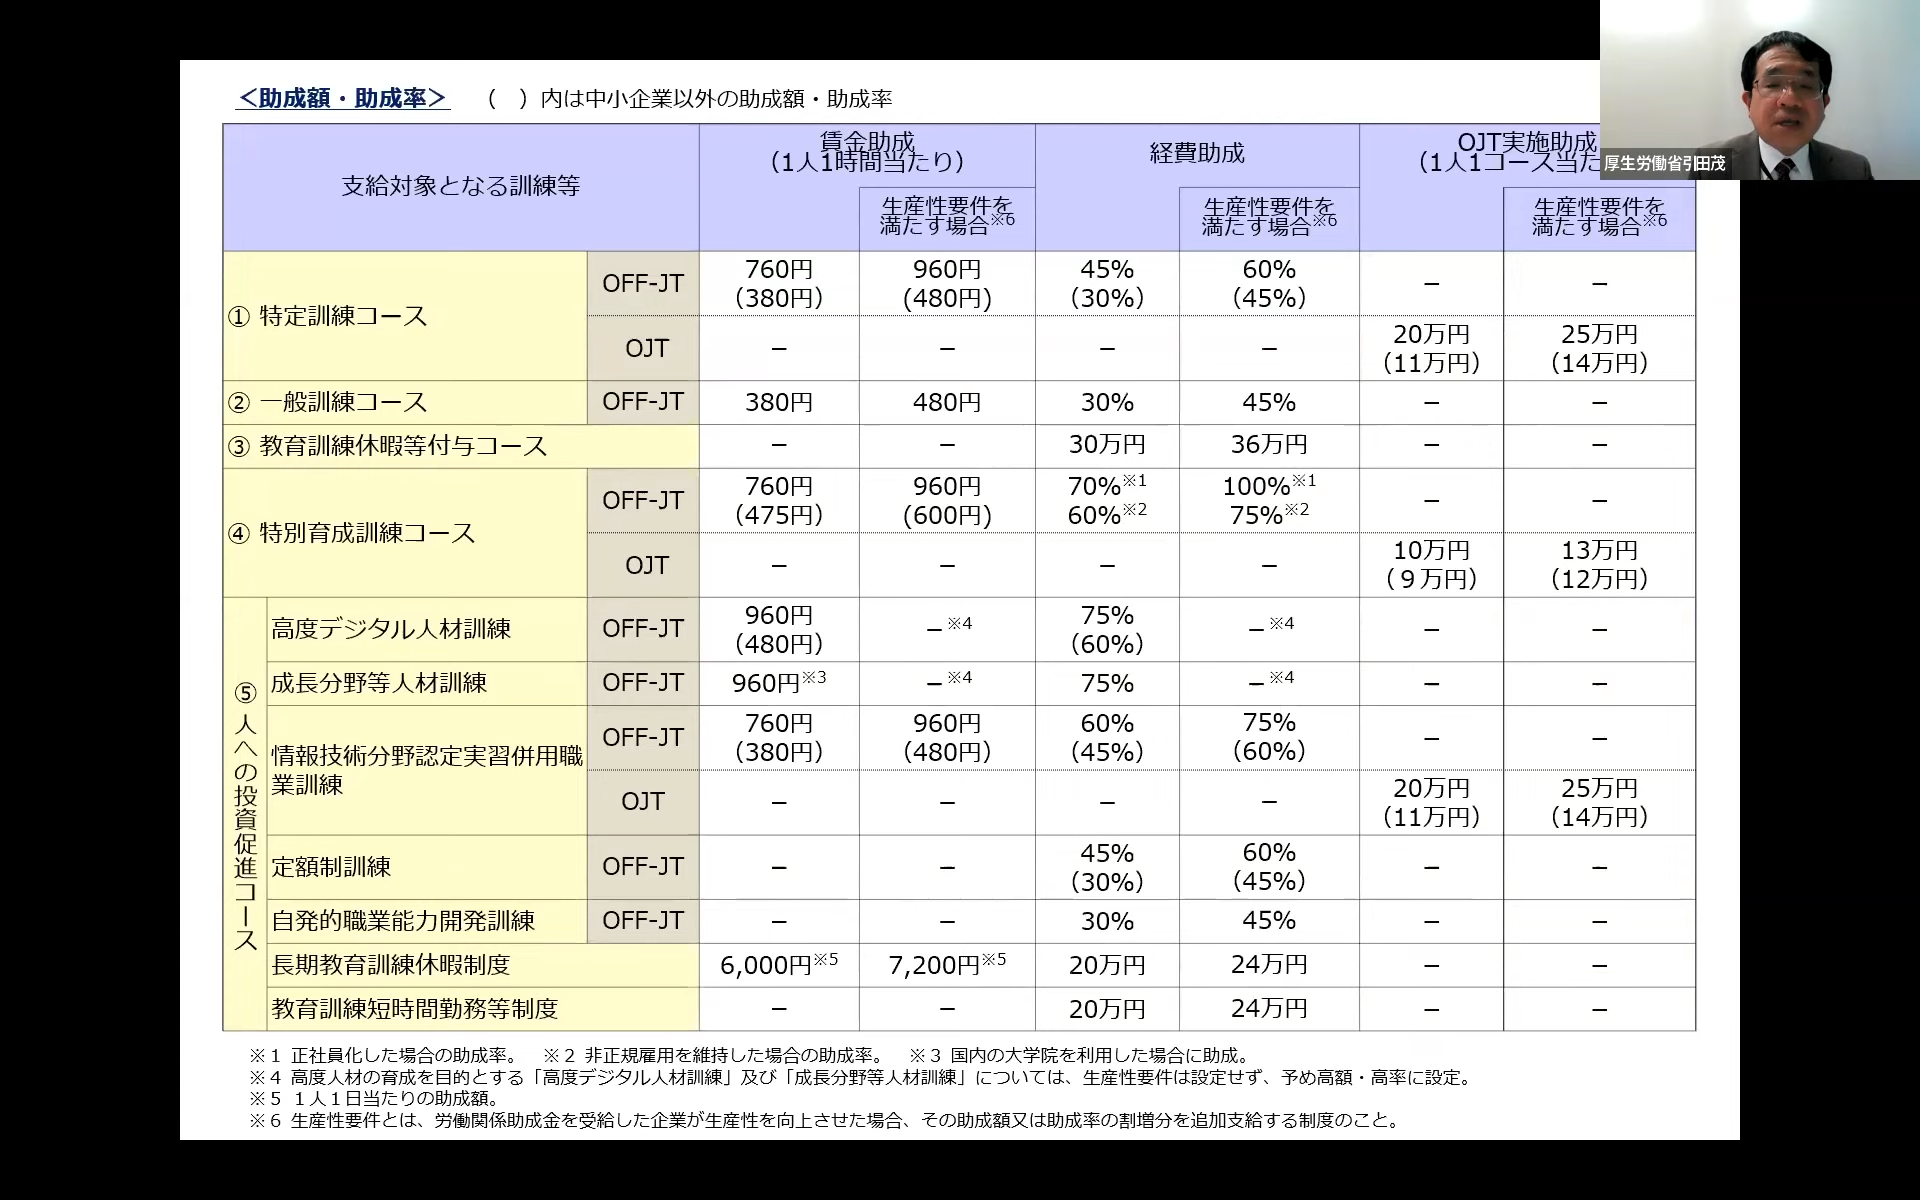 ＜助成額・助成率＞　（　）内は中小企業以外の助成額・助成率
支給対象となる訓練等
賃金助成
（1人1時間当たり）
経費助成
OJT実施助成
（1人1コース当た
生産性要件を
満たす場合※6
生産性要件を
満たす場合※6
生産性要件を
満たす場合※6
厚生労働省引田茂
① 特定訓練コース
OFF-JT 760円 960円 45% 60% － －
（380円） （480円） （30%） （45%）
OJT － － － － 20万円 25万円
（11万円） （14万円）
② 一般訓練コース OFF-JT 380円 480円 30% 45% － －
③ 教育訓練休暇等付与コース － － 30万円 36万円 － －
④ 特別育成訓練コース
OFF-JT 760円 960円 70%※1 100%※1 － －
（475円） （600円） 60%※2 75%※2
OJT － － － － 10万円 13万円
（９万円） （12万円）
⑤人への投資促進コース
高度デジタル人材訓練 OFF-JT 960円 －※4 75% －※4 － －
（480円） （60%）
成長分野等人材訓練 OFF-JT 960円※3 －※4 75% －※4 － －
情報技術分野認定実習併用職
業訓練
OFF-JT 760円 960円 60% 75% － －
（380円） （480円） （45%） （60%）
OJT － － － － 20万円 25万円
（11万円） （14万円）
定額制訓練 OFF-JT － － 45% 60% － －
（30%） （45%）
自発的職業能力開発訓練 OFF-JT － － 30% 45% － －
長期教育訓練休暇制度 6,000円※5 7,200円※5 20万円 24万円 － －
教育訓練短時間勤務等制度 － － 20万円 24万円 － －
※１ 正社員化した場合の助成率。　※２ 非正規雇用を維持した場合の助成率。　※３ 国内の大学院を利用した場合に助成。
※４ 高度人材の育成を目的とする「高度デジタル人材訓練」及び「成長分野等人材訓練」については、生産性要件は設定せず、予め高額・高率に設定。
※５ １人１日当たりの助成額。
※６ 生産性要件とは、労働関係助成金を受給した企業が生産性を向上させた場合、その助成額又は助成率の割増分を追加支給する制度のこと。